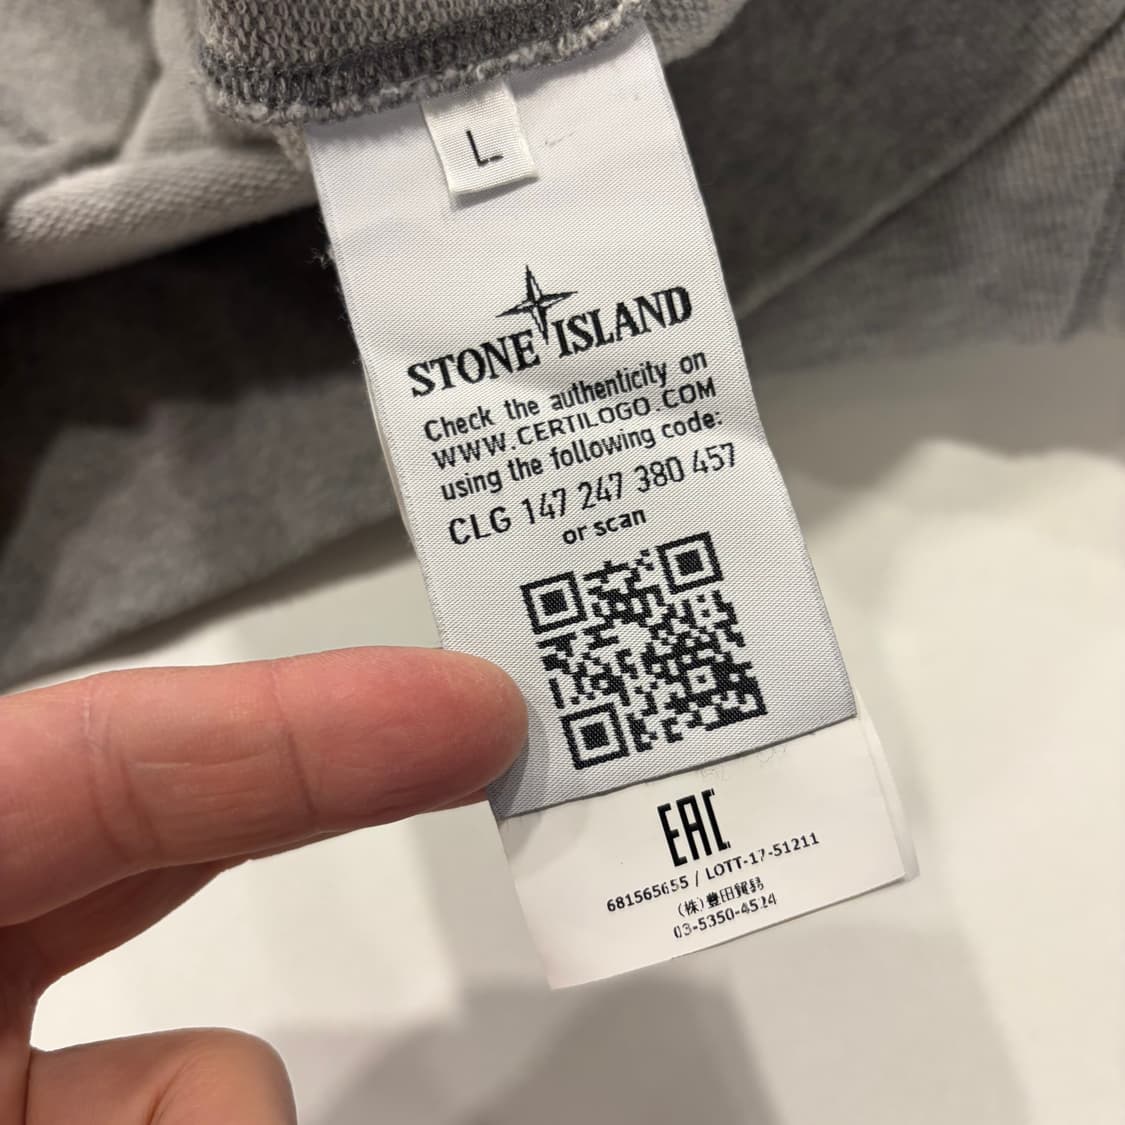 L
STONE ISLAND
Check the authenticity on
WWW.CERTILOGO.COM
using the following code:
CLG 147 247 380 457
or scan
EAC
681565655 / LOTT-17-51211
(株)豊田貿易
03-5350-4524